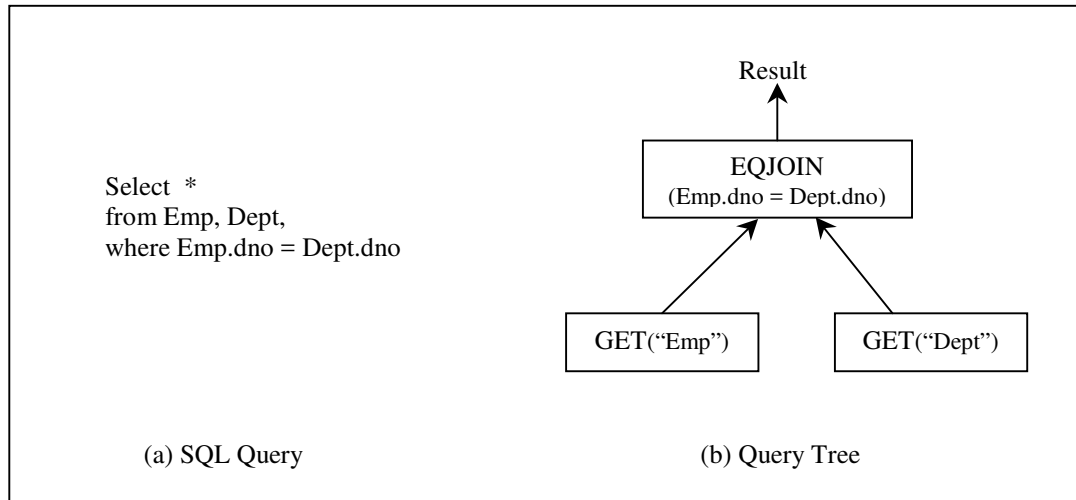 Select *
from Emp, Dept,
where Emp.dno = Dept.dno
Result
EQJOIN
(Emp.dno = Dept.dno)
GET(“Emp”)
GET(“Dept”)
(a) SQL Query
(b) Query Tree